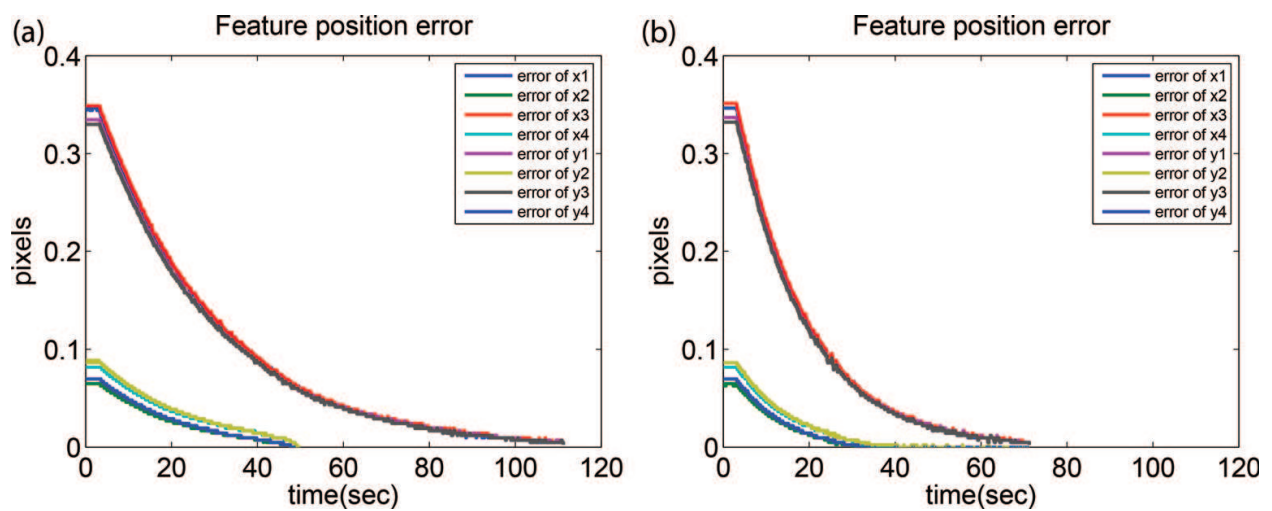 (a)
Feature position error
pixels
0.4
0.3
0.2
0.1
0
error of x1
error of x2
error of x3
error of x4
error of y1
error of y2
error of y3
error of y4
0 20 40 60 80 100 120
time(sec)
(b)
Feature position error
pixels
0.4
0.3
0.2
0.1
0
error of x1
error of x2
error of x3
error of x4
error of y1
error of y2
error of y3
error of y4
0 20 40 60 80 100 120
time(sec)